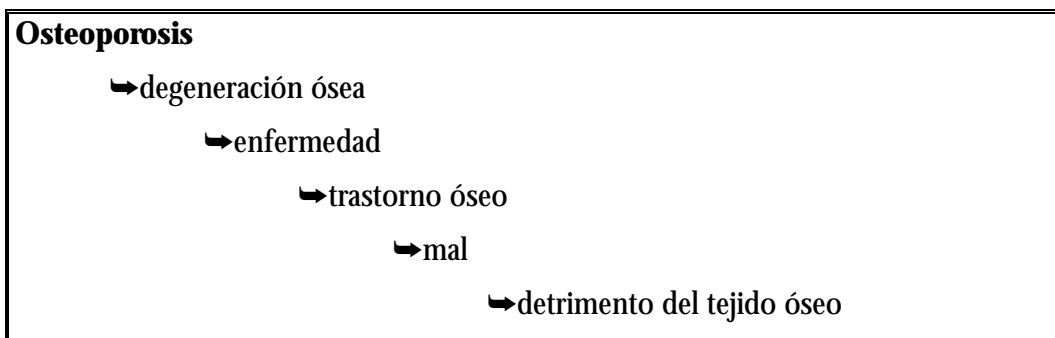 Osteoporosis
➥degeneración ósea
➥enfermedad
➥trastorno óseo
➥mal
➥detrimento del tejido óseo